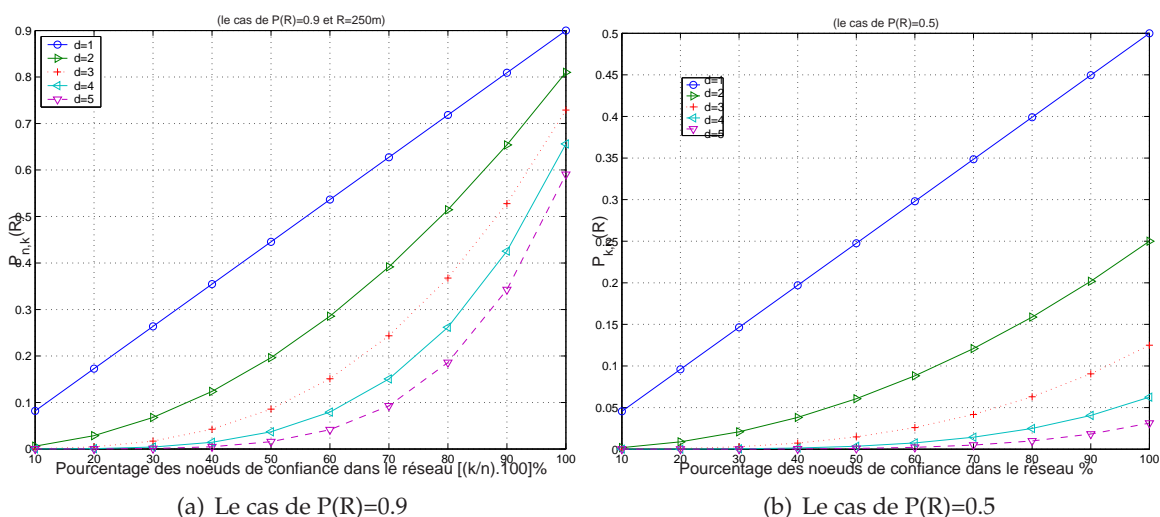 (le cas de P(R)=0.9 et R=250m)
0.9
0.8
0.7
0.6
0.5
0.4
0.3
0.2
0.1
0
d=1
d=2
d=3
d=4
d=5
P_{n,k}(R)
10 20 30 40 50 60 70 80 90 100
Pourcentage des noeuds de confiance dans le réseau [(k/n).100]%
(a) Le cas de P(R)=0.9
(le cas de P(R)=0.5)
0.5
0.45
0.4
0.35
0.3
0.25
0.2
0.15
0.1
0.05
0
d=1
d=2
d=3
d=4
d=5
10 20 30 40 50 60 70 80 90 100
Pourcentage des noeuds de confiance dans le réseau %
(b) Le cas de P(R)=0.5